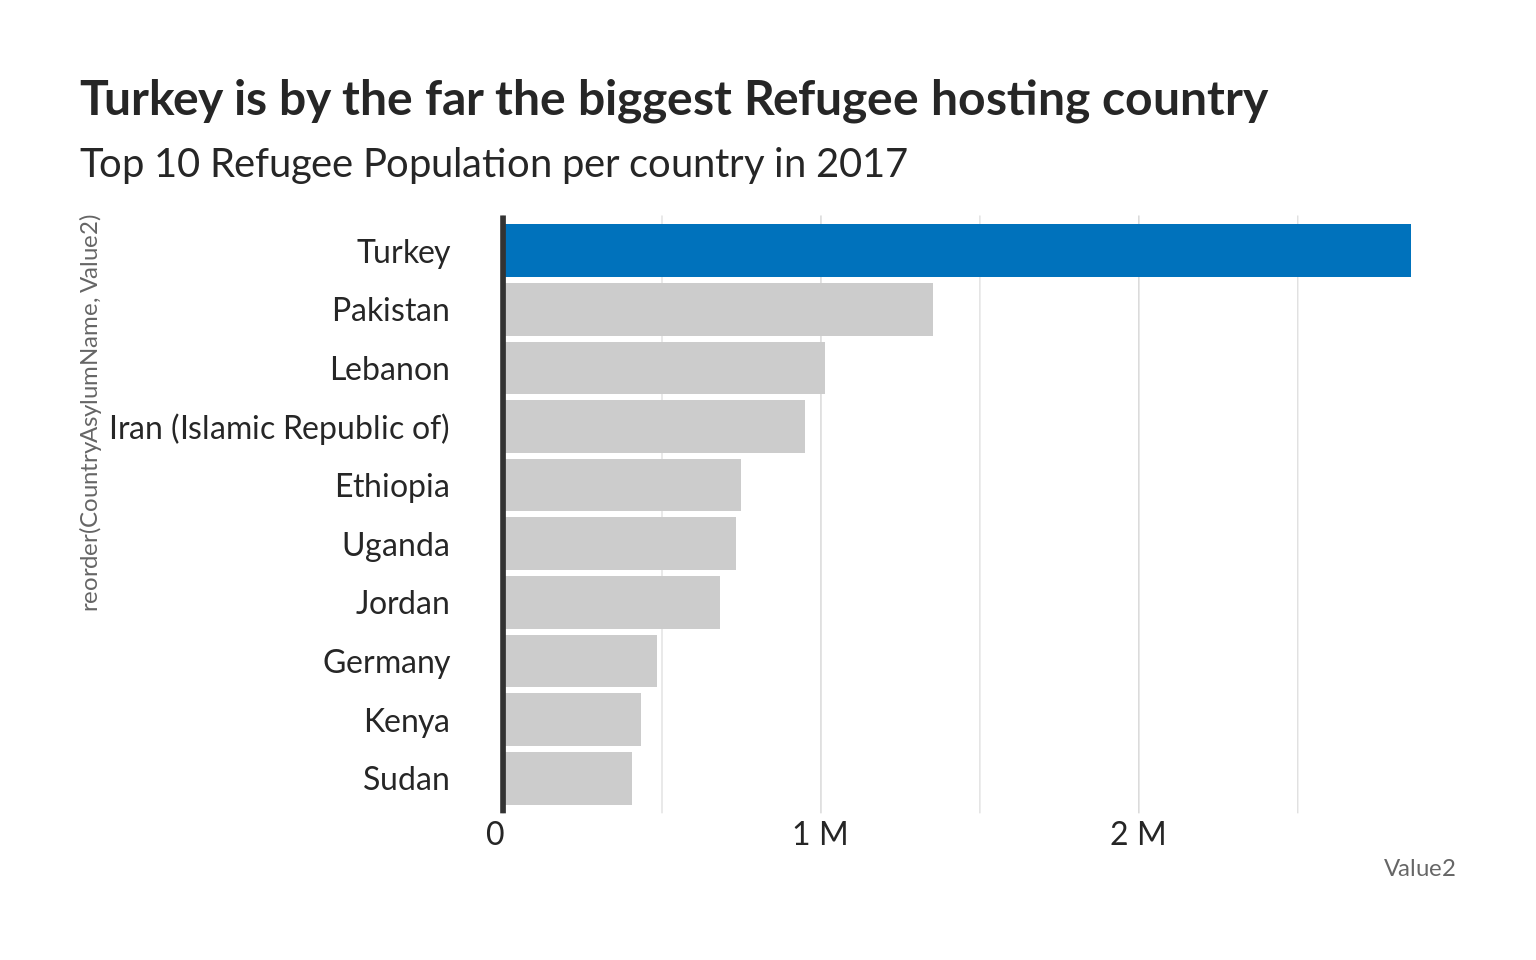 Turkey is by the far the biggest Refugee hosting country
Top 10 Refugee Population per country in 2017
reorder(CountryAsylumName, Value2)
Turkey
Pakistan
Lebanon
Iran (Islamic Republic of)
Ethiopia
Uganda
Jordan
Germany
Kenya
Sudan
0 1 M 2 M
Value2